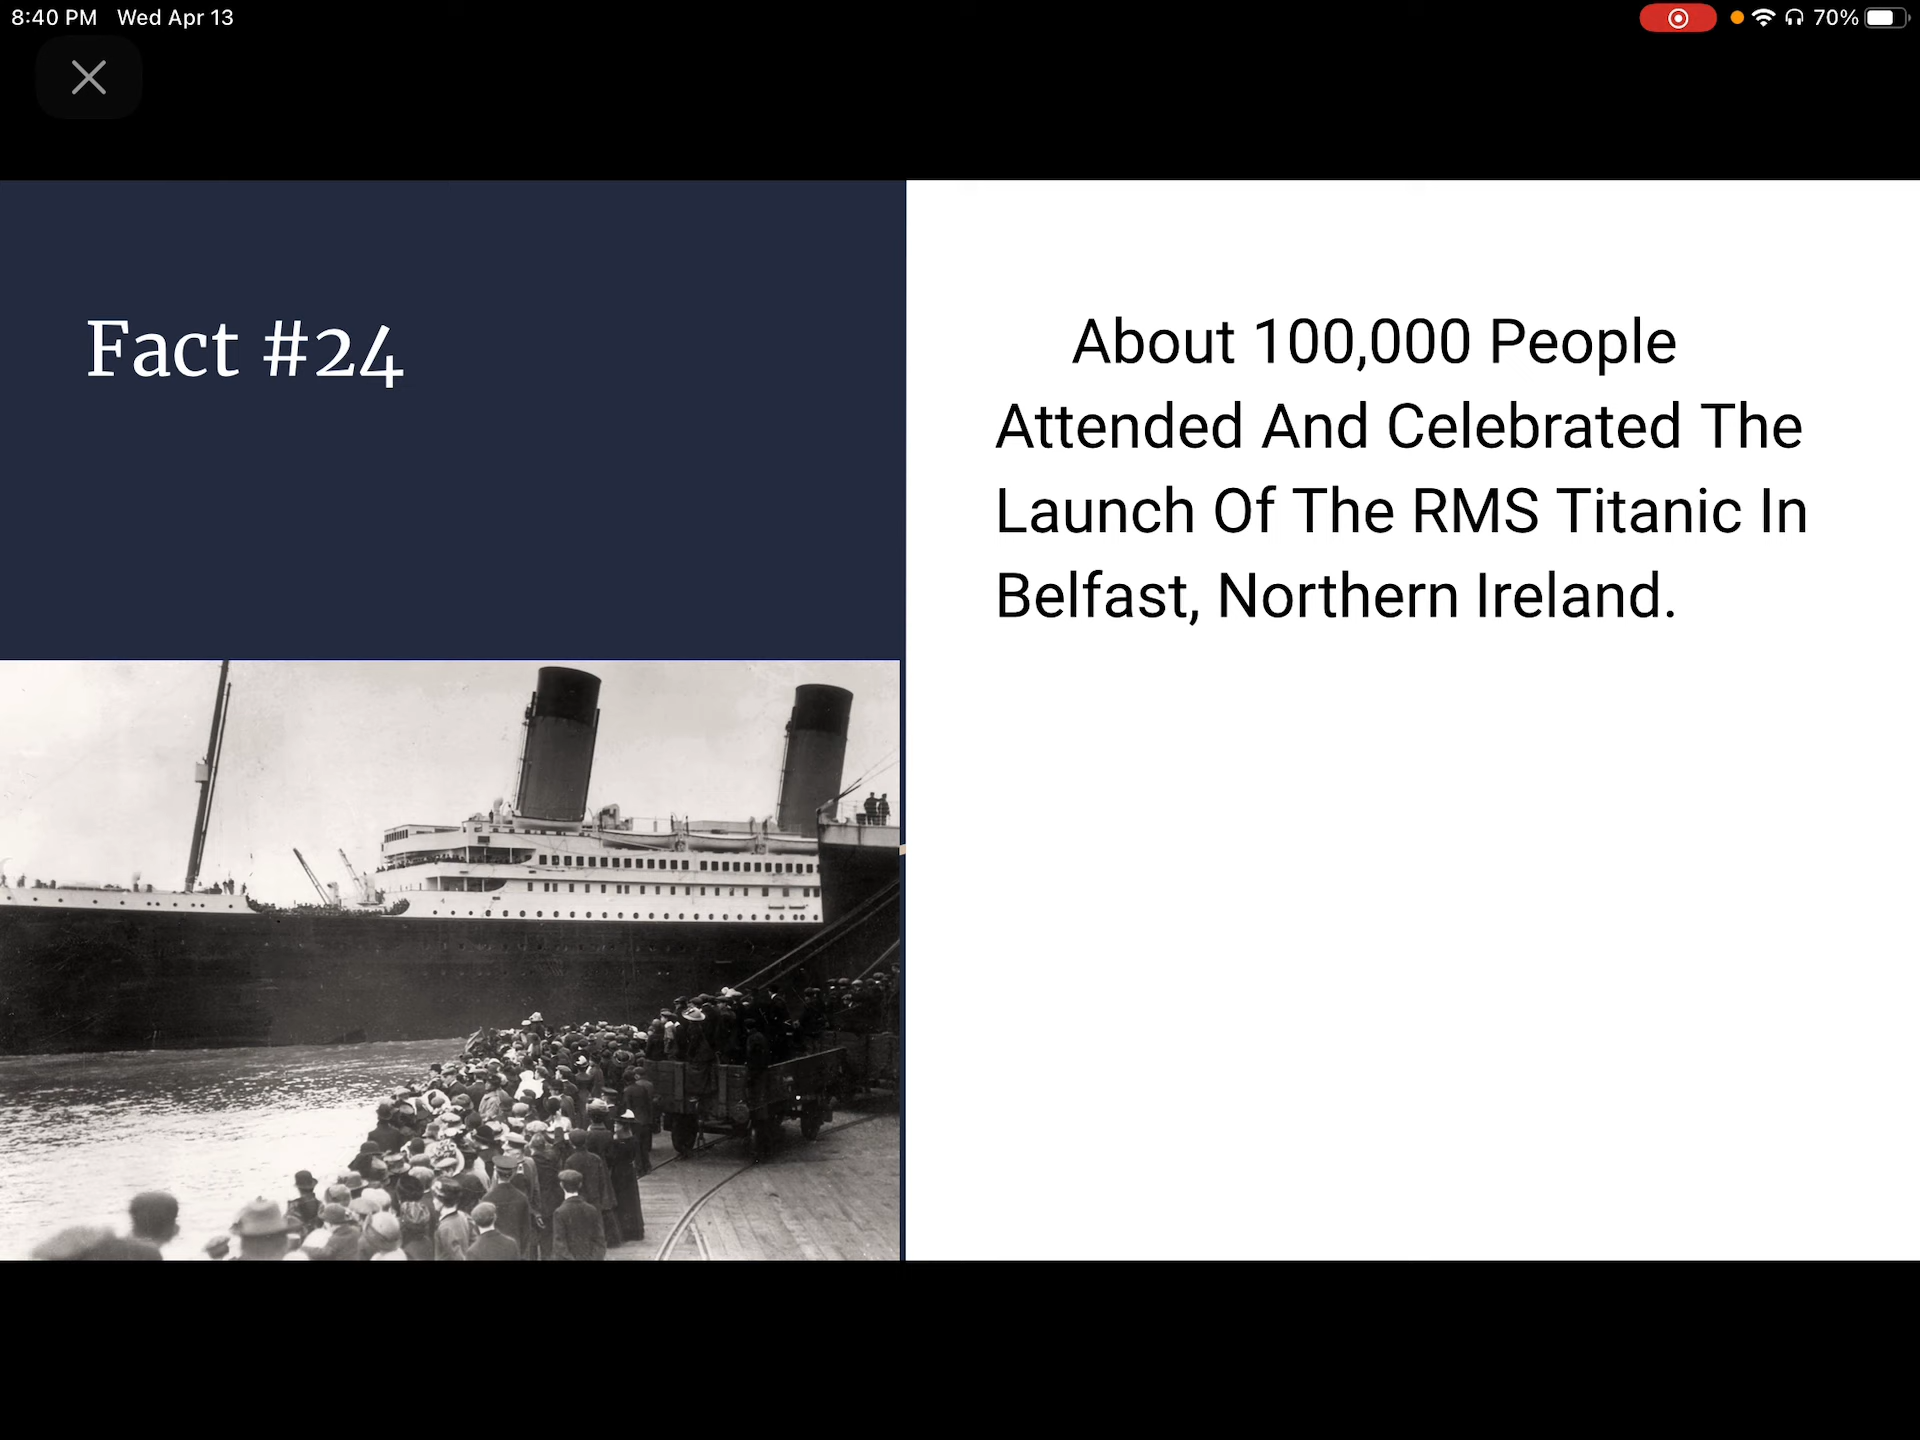 8:40 PM Wed Apr 13
70%
Fact #24
About 100,000 People
Attended And Celebrated The
Launch Of The RMS Titanic In
Belfast, Northern Ireland.